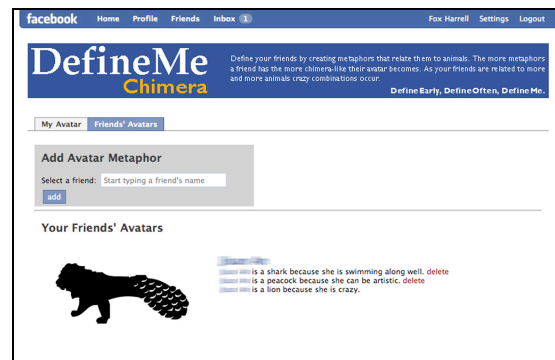 facebook Home Profile Friends Inbox 1 Fox Harrell Settings Logout
DefineMe
Chimera
Define your friends by creating metaphors that relate them to animals. The more metaphors
a friend has the more chimera-like their avatar becomes. As your friends are related to more
and more animals crazy combinations occur.
Define Early, Define Often, Define Me.
My Avatar Friends' Avatars
Add Avatar Metaphor
Select a friend: Start typing a friend's name
add
Your Friends' Avatars
is a shark because she is swimming along well. delete
is a peacock because she can be artistic. delete
is a lion because she is crazy.